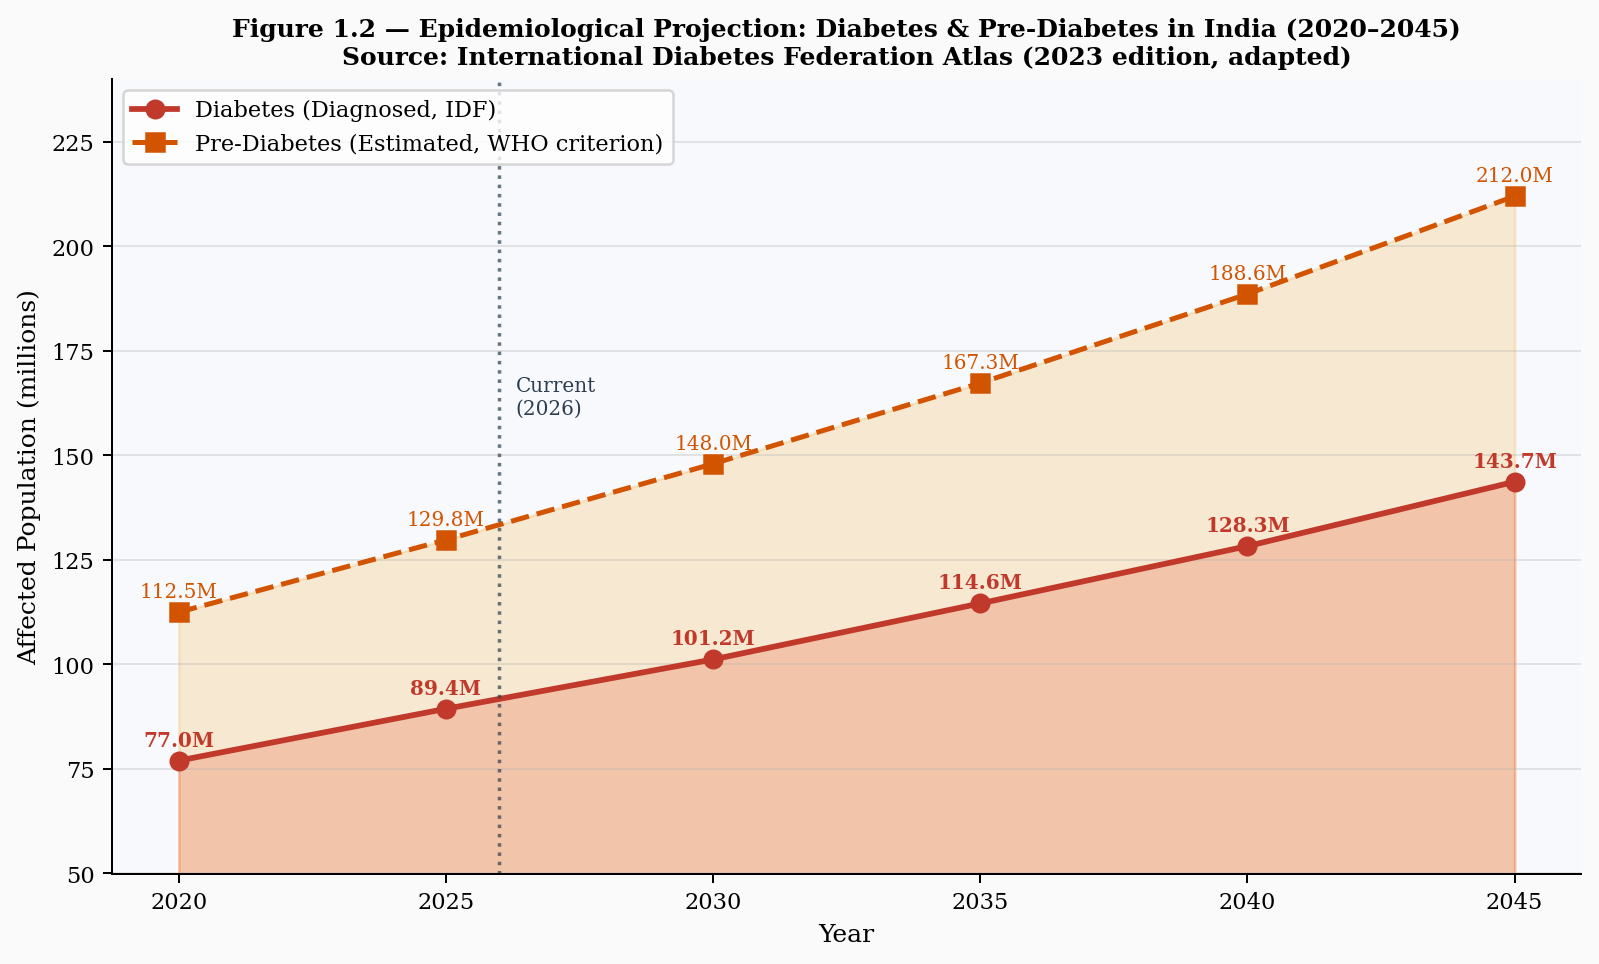 Figure 1.2 — Epidemiological Projection: Diabetes & Pre-Diabetes in India (2020–2045)
Source: International Diabetes Federation Atlas (2023 edition, adapted)
Diabetes (Diagnosed, IDF)
Pre-Diabetes (Estimated, WHO criterion)
Affected Population (millions)
225
200
175
150
125
100
75
50
212.0M
188.6M
167.3M
148.0M
129.8M
112.5M
Current
(2026)
143.7M
128.3M
114.6M
101.2M
89.4M
77.0M
2020
2025
2030
2035
2040
2045
Year